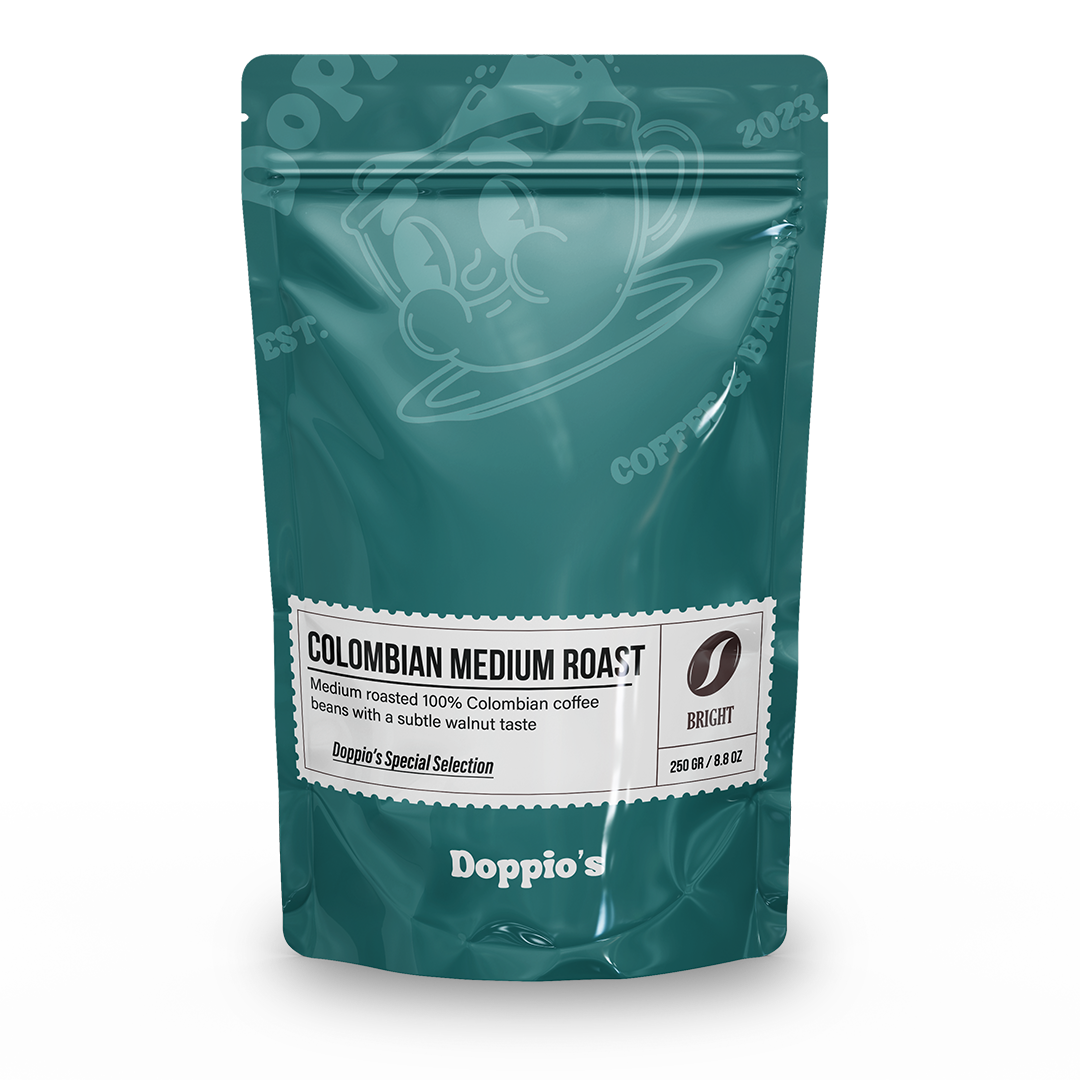 Dopp
2023
EST.
COFFEE & BAKERY
COLOMBIAN MEDIUM ROAST
Medium roasted 100% Colombian coffee
beans with a subtle walnut taste
Doppio's Special Selection
BRIGHT
250 GR / 8.8 OZ
Doppio's